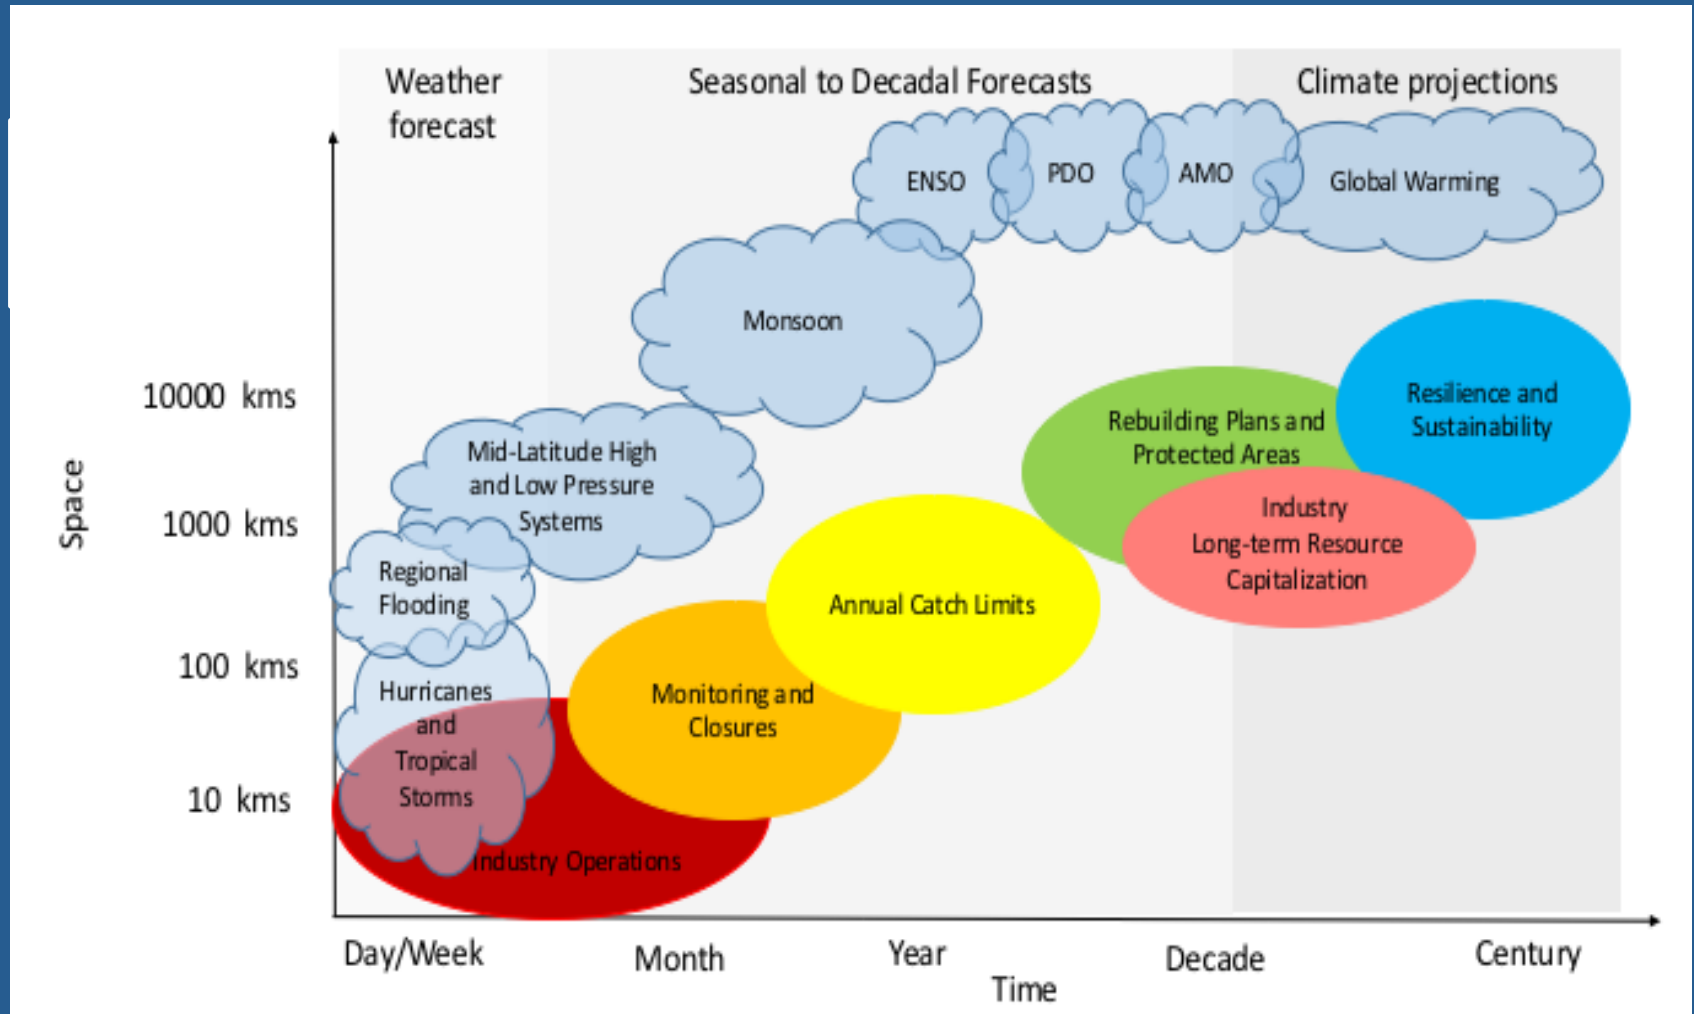 Weather
forecast
Seasonal to Decadal Forecasts
Climate projections
ENSO
PDO
AMO
Global Warming
Monsoon
10000 kms
Mid-Latitude High
and Low Pressure
Systems
Rebuilding Plans and
Protected Areas
Resilience and
Sustainability
Space
1000 kms
Industry
Long-term Resource
Capitalization
Regional
Flooding
Annual Catch Limits
100 kms
Hurricanes
and
Tropical
Storms
Monitoring and
Closures
10 kms
Industry Operations
Day/Week
Month
Year
Decade
Century
Time